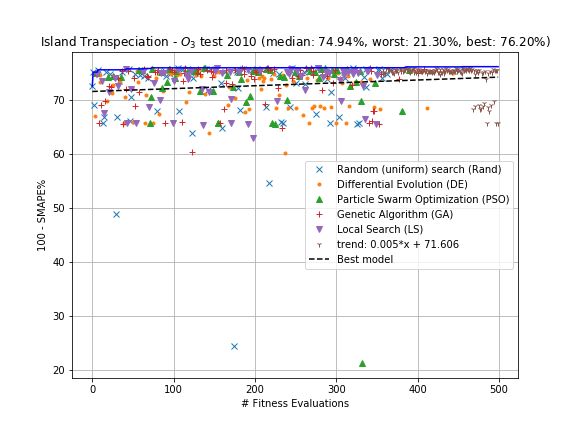 Island Transpeciation - O3 test 2010 (median: 74.94%, worst: 21.30%, best: 76.20%)
100 - SMAPE%
70
60
50
40
30
20
Random (uniform) search (Rand)
Differential Evolution (DE)
Particle Swarm Optimization (PSO)
Genetic Algorithm (GA)
Local Search (LS)
trend: 0.005*x + 71.606
Best model
0 100 200 300 400 500
# Fitness Evaluations